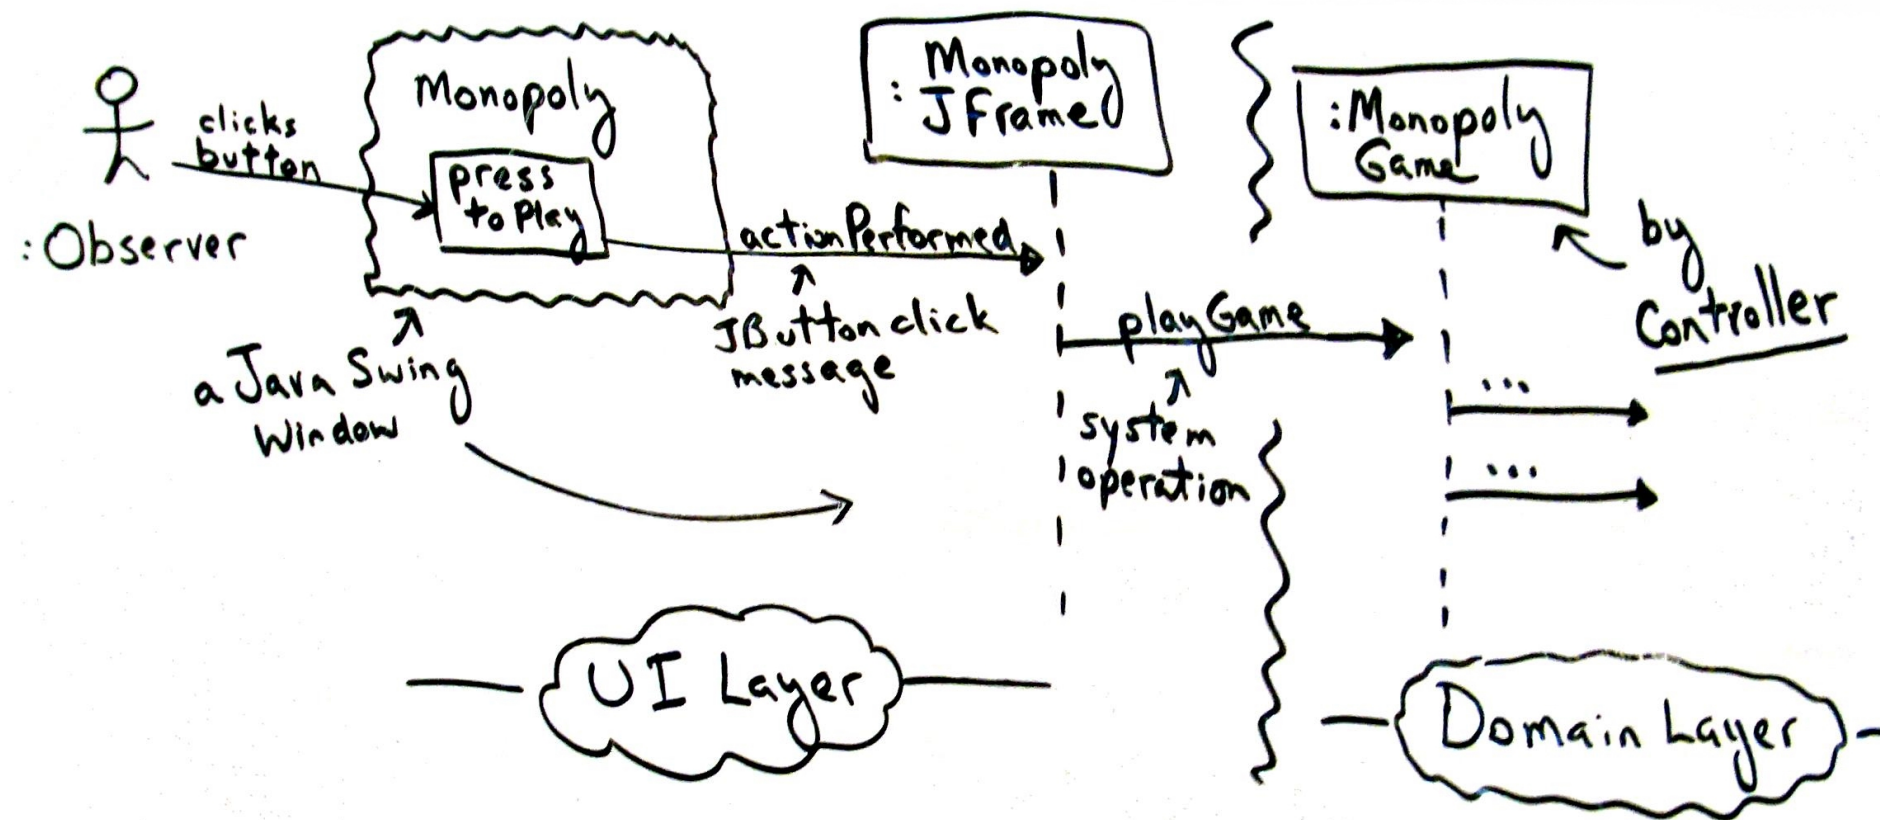 clicks
button
:Observer
Monopoly
press
to Play
a Java Swing
Window
actionPerformed
JButton click
message
Monopoly
: JFrame
playGame
system
operation
:Monopoly
Game
by
Controller
...
...
UI Layer
Domain Layer